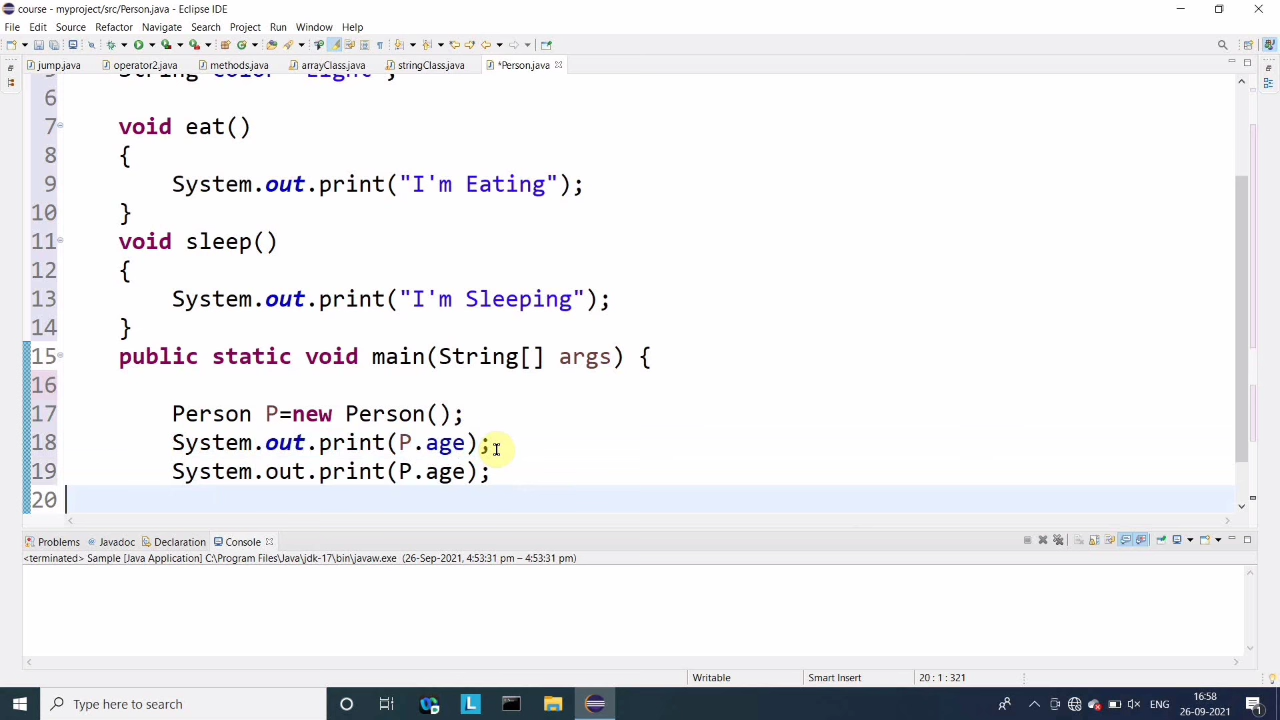 course - myproject/src/Person.java - Eclipse IDE
File Edit Source Refactor Navigate Search Project Run Window Help
jump.java operator2.java methods.java arrayClass.java stringClass.java *Person.java
6
7 void eat()
8 {
9 System.out.print("I'm Eating");
10 }
11 void sleep()
12 {
13 System.out.print("I'm Sleeping");
14 }
15 public static void main(String[] args) {
16
17 Person P=new Person();
18 System.out.print(P.age);
19 System.out.print(P.age);
20
Problems Javadoc Declaration Console
<terminated> Sample [Java Application] C:\Program Files\Java\jdk-17\bin\javaw.exe (26-Sep-2021, 4:53:31 pm – 4:53:31 pm)
Writable Smart Insert 20 : 1 : 321
Type here to search
ENG
16:58
26-09-2021
1